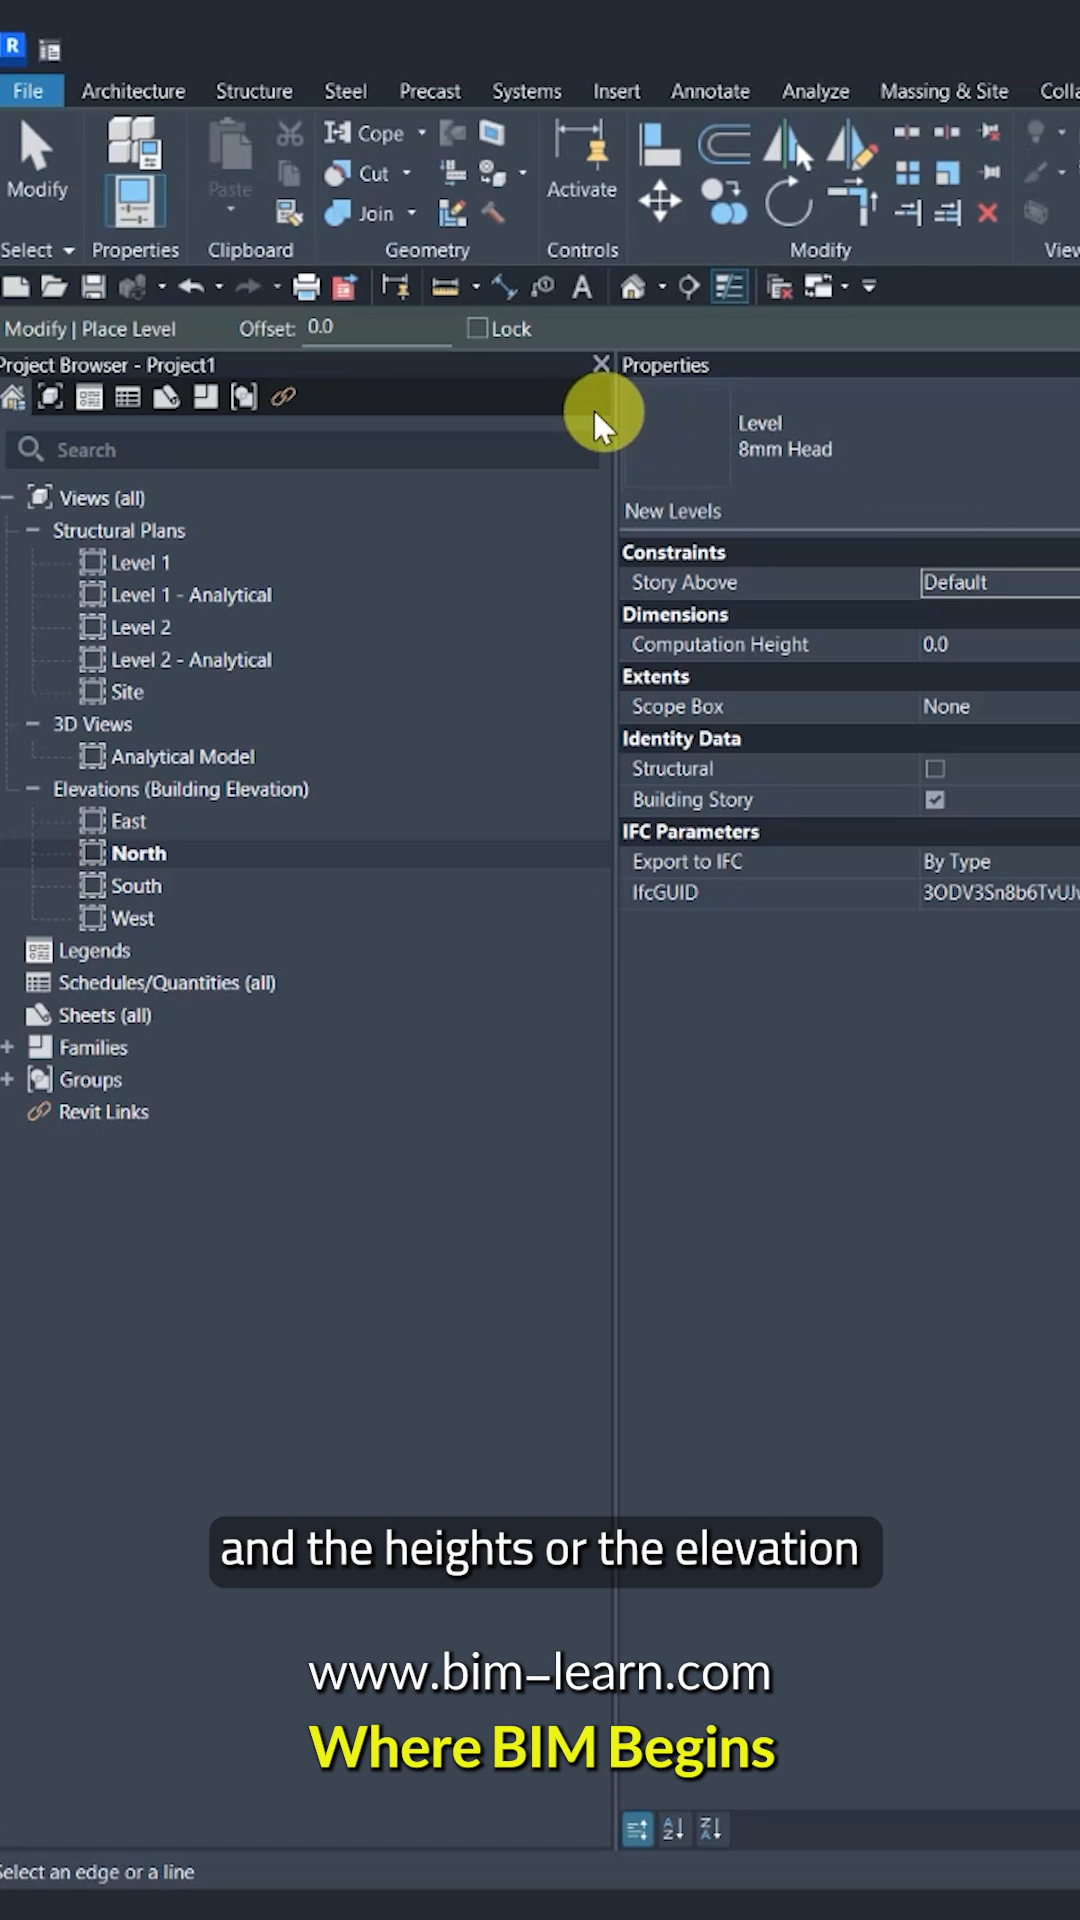 R
File Architecture Structure Steel Precast Systems Insert Annotate Analyze Massing & Site Colla
Modify
Paste
Cope
Cut
Join
Activate
Select Properties Clipboard Geometry Controls Modify View
A
Modify | Place Level Offset: 0.0 Lock
Project Browser - Project1
Search
Views (all)
Structural Plans
Level 1
Level 1 - Analytical
Level 2
Level 2 - Analytical
Site
3D Views
Analytical Model
Elevations (Building Elevation)
East
North
South
West
Legends
Schedules/Quantities (all)
Sheets (all)
Families
Groups
Revit Links
Properties
Level
8mm Head
New Levels
Constraints
Story Above Default
Dimensions
Computation Height 0.0
Extents
Scope Box None
Identity Data
Structural
Building Story
IFC Parameters
Export to IFC By Type
IfcGUID
and the heights or the elevation
www.bim-learn.com
Where BIM Begins
Select an edge or a line